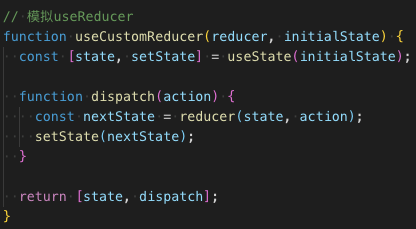 // 模拟useReducer
function useCustomReducer(reducer, initialState) {
  const [state, setState] = useState(initialState);

  function dispatch(action) {
    const nextState = reducer(state, action);
    setState(nextState);
  }

  return [state, dispatch];
}